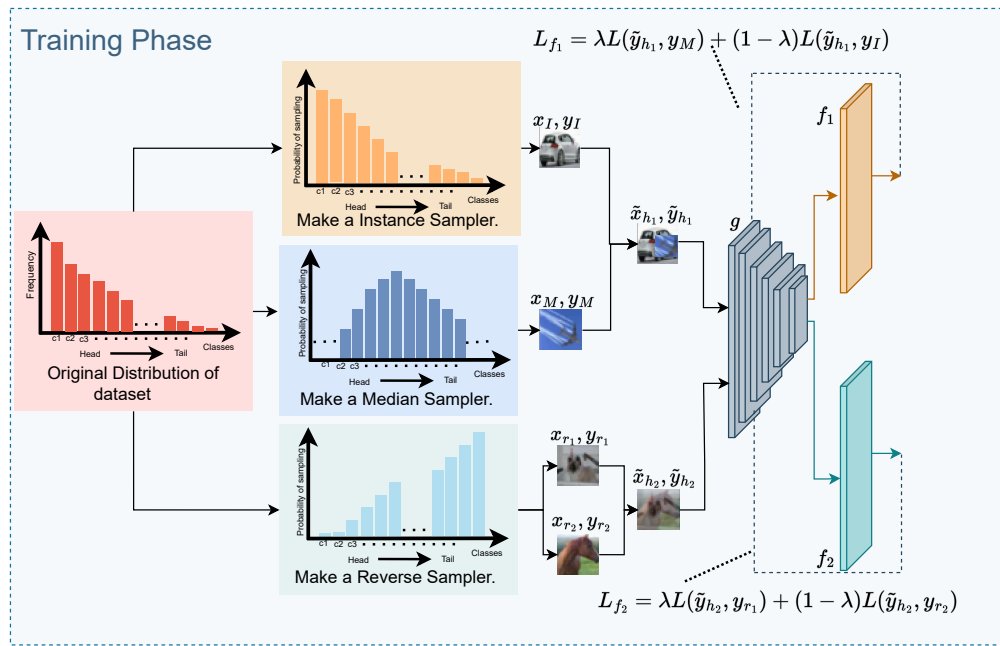 Training Phase
L_{f_1} = λL(ỹ_{h_1}, y_M) + (1 − λ)L(ỹ_{h_1}, y_I)
Probability of sampling
c1 c2 c3
Head Tail Classes
Make a Instance Sampler.
x_I, y_I
f_1
x̃_{h_1}, ỹ_{h_1}
g
Frequency
c1 c2 c3
Head Tail Classes
Original Distribution of
dataset
Probability of sampling
c1 c2 c3
Head Tail Classes
Make a Median Sampler.
x_M, y_M
Probability of sampling
c1 c2 c3
Head Tail Classes
Make a Reverse Sampler.
x_{r_1}, y_{r_1}
x̃_{h_2}, ỹ_{h_2}
x_{r_2}, y_{r_2}
f_2
L_{f_2} = λL(ỹ_{h_2}, y_{r_1}) + (1 − λ)L(ỹ_{h_2}, y_{r_2})